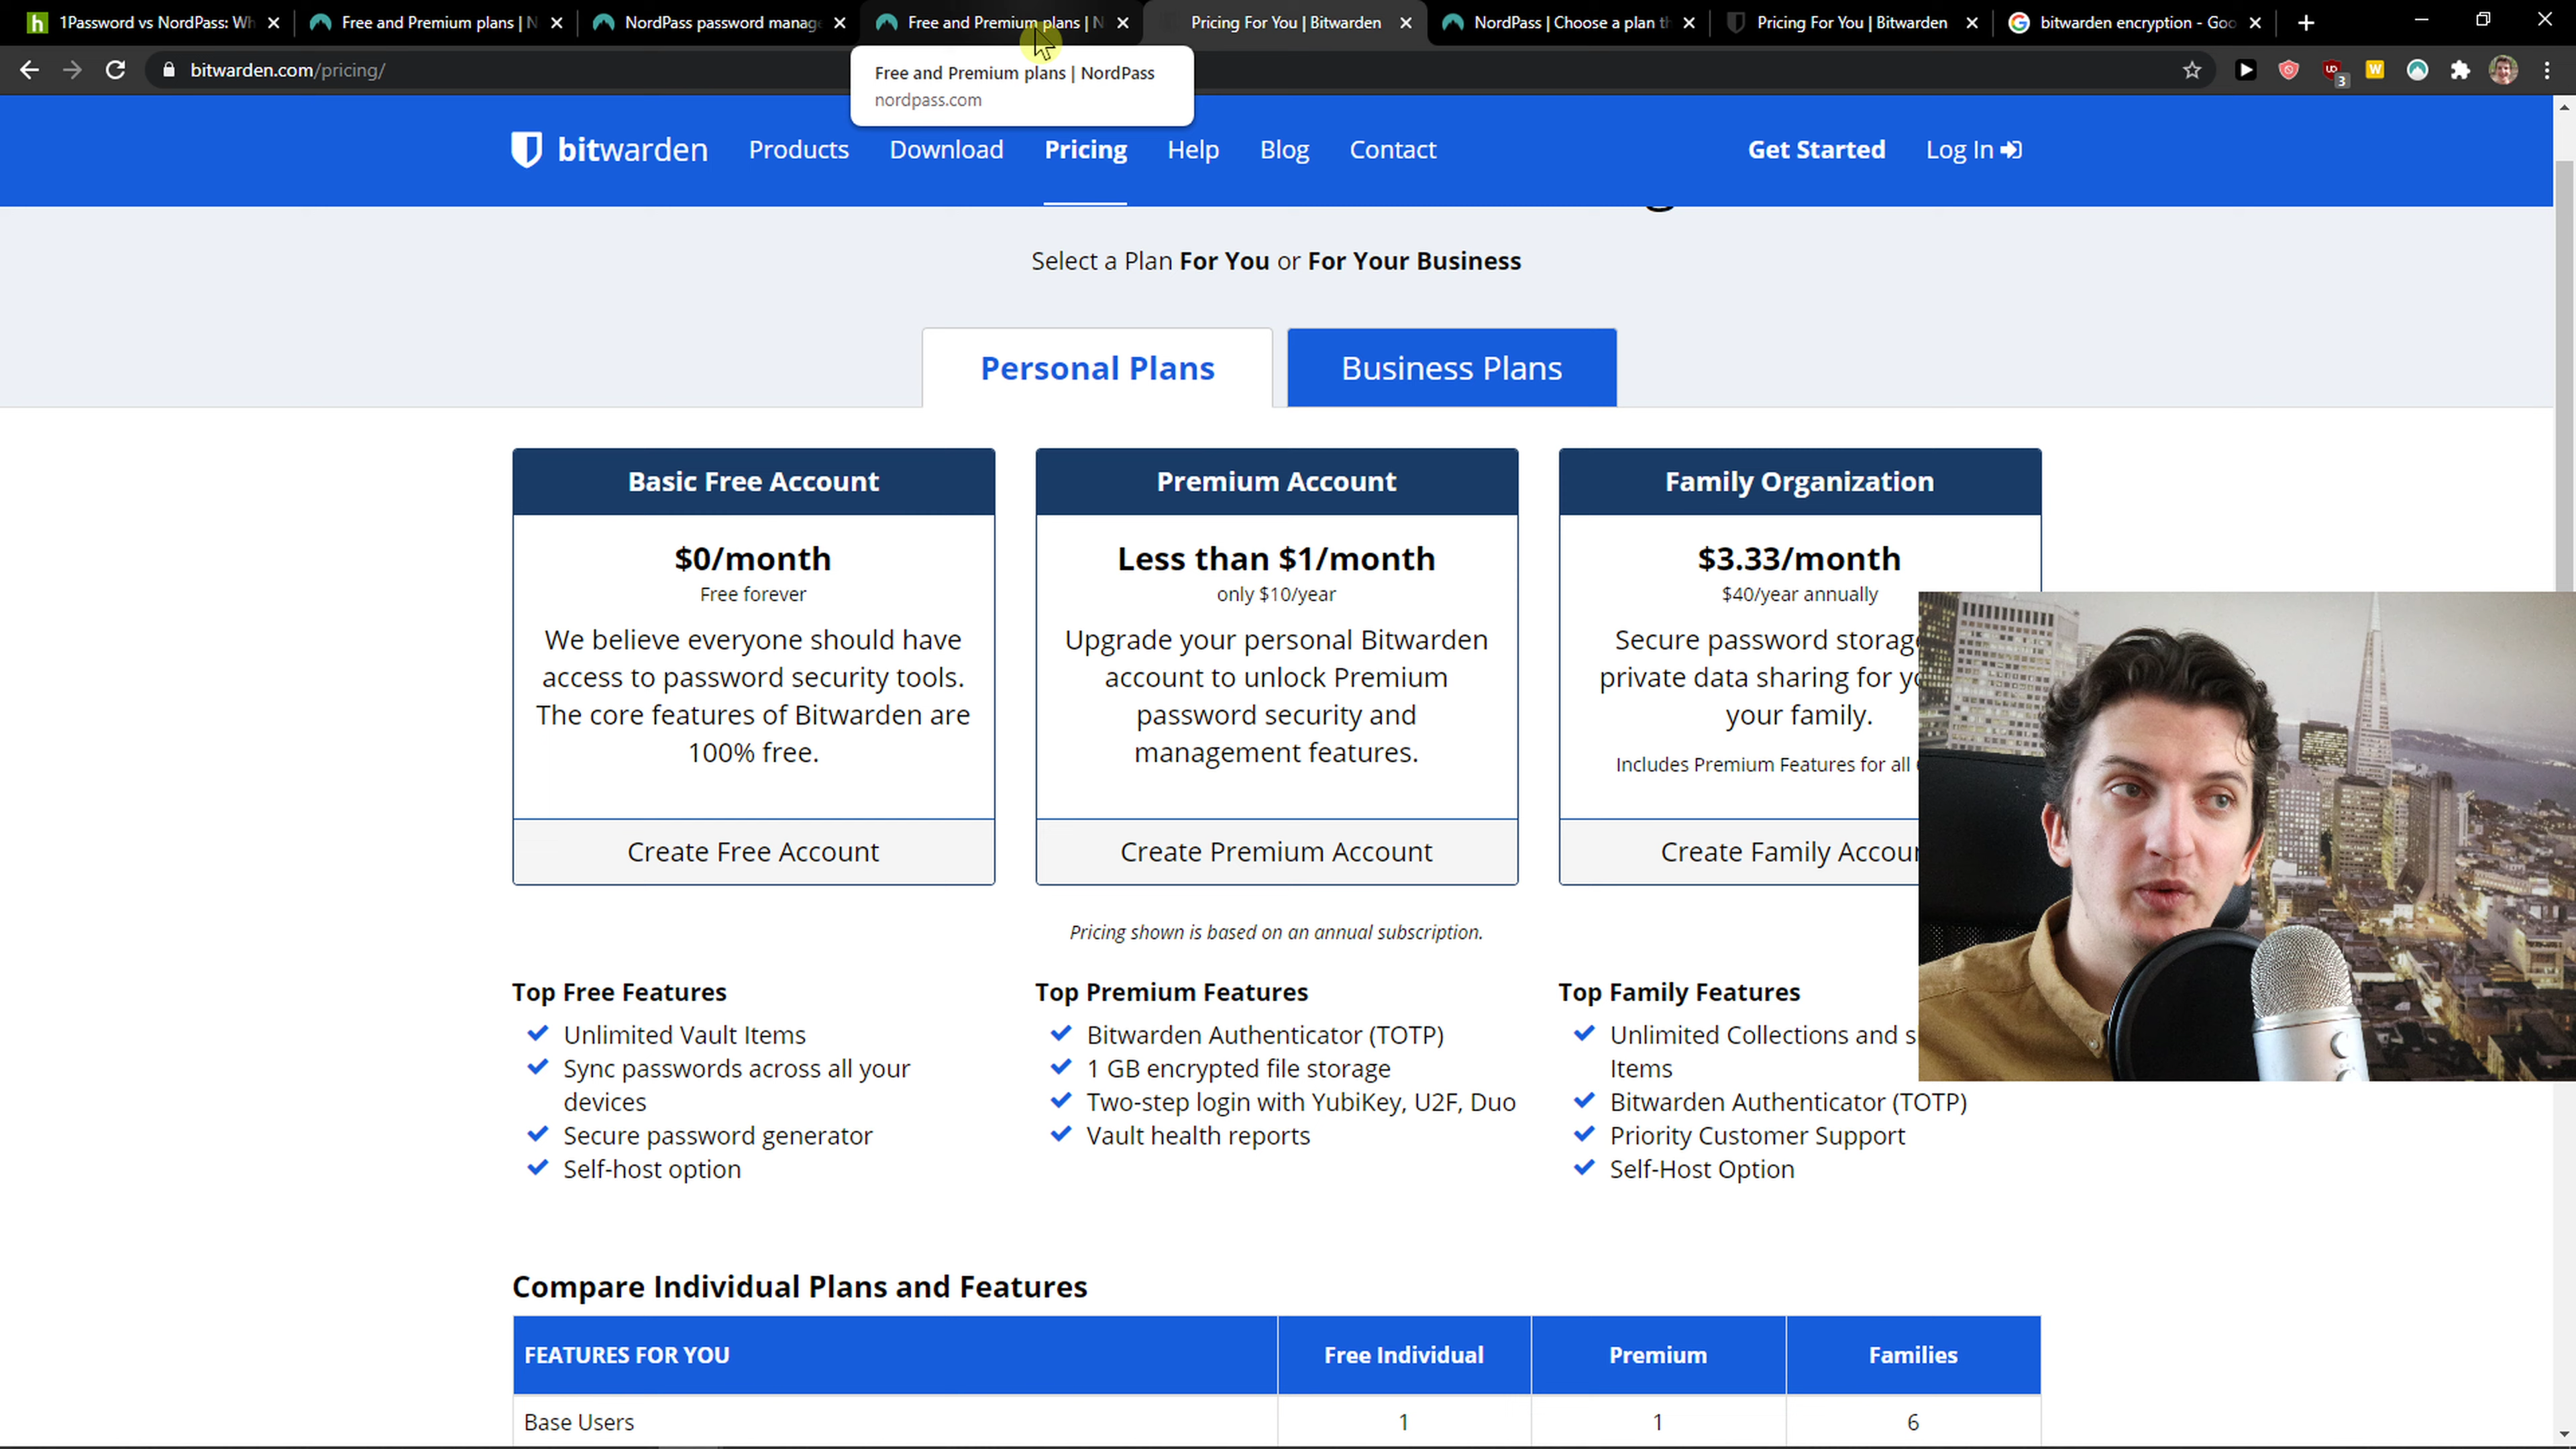 1Password vs NordPass: Wh
Free and Premium plans | N
NordPass password manage
Free and Premium plans | N
Pricing For You | Bitwarden
NordPass | Choose a plan th
Pricing For You | Bitwarden
bitwarden encryption - Goo
bitwarden.com/pricing/
3
Free and Premium plans | NordPass
nordpass.com
bitwarden
Products
Download
Pricing
Help
Blog
Contact
Get Started
Log In
Select a Plan For You or For Your Business
Personal Plans
Business Plans
Basic Free Account
$0/month
Free forever
We believe everyone should have
access to password security tools.
The core features of Bitwarden are
100% free.
Create Free Account
Premium Account
Less than $1/month
only $10/year
Upgrade your personal Bitwarden
account to unlock Premium
password security and
management features.
Create Premium Account
Family Organization
$3.33/month
$40/year annually
Secure password storage
private data sharing for yo
your family.
Includes Premium Features for all
Create Family Accoun
Pricing shown is based on an annual subscription.
Top Free Features
Unlimited Vault Items
Sync passwords across all your
devices
Secure password generator
Self-host option
Top Premium Features
Bitwarden Authenticator (TOTP)
1 GB encrypted file storage
Two-step login with YubiKey, U2F, Duo
Vault health reports
Top Family Features
Unlimited Collections and s
Items
Bitwarden Authenticator (TOTP)
Priority Customer Support
Self-Host Option
Compare Individual Plans and Features
FEATURES FOR YOU
Free Individual
Premium
Families
Base Users
1
1
6